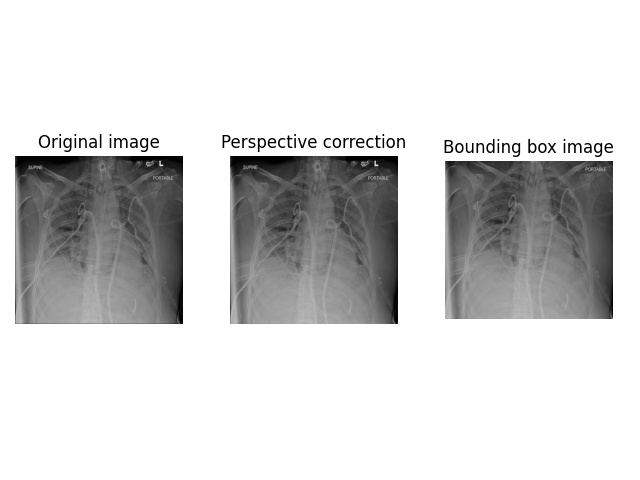 Original image
Perspective correction
Bounding box image
SUPINE
L
PORTABLE
SUPINE
L
PORTABLE
PORTABLE